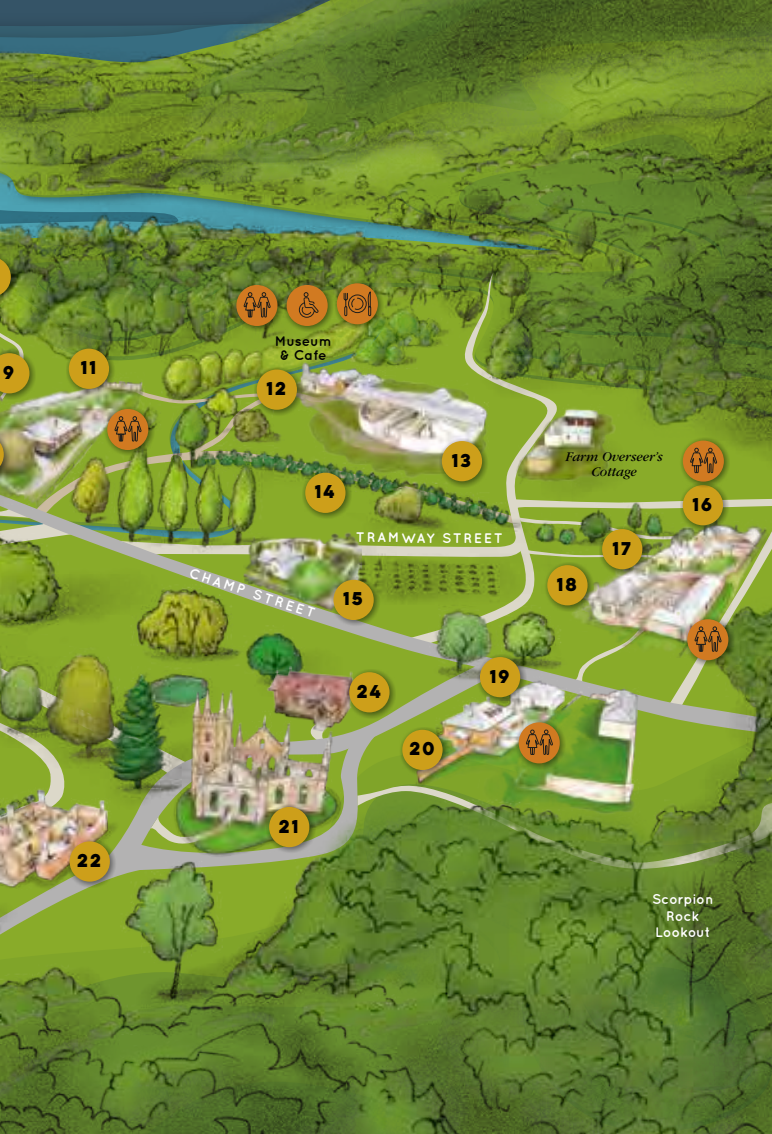 Museum
& Cafe
9
11
12
13
Farm Overseer's
Cottage
14
16
TRAMWAY STREET
17
CHAMP STREET
15
18
19
24
20
21
22
Scorpion
Rock
Lookout